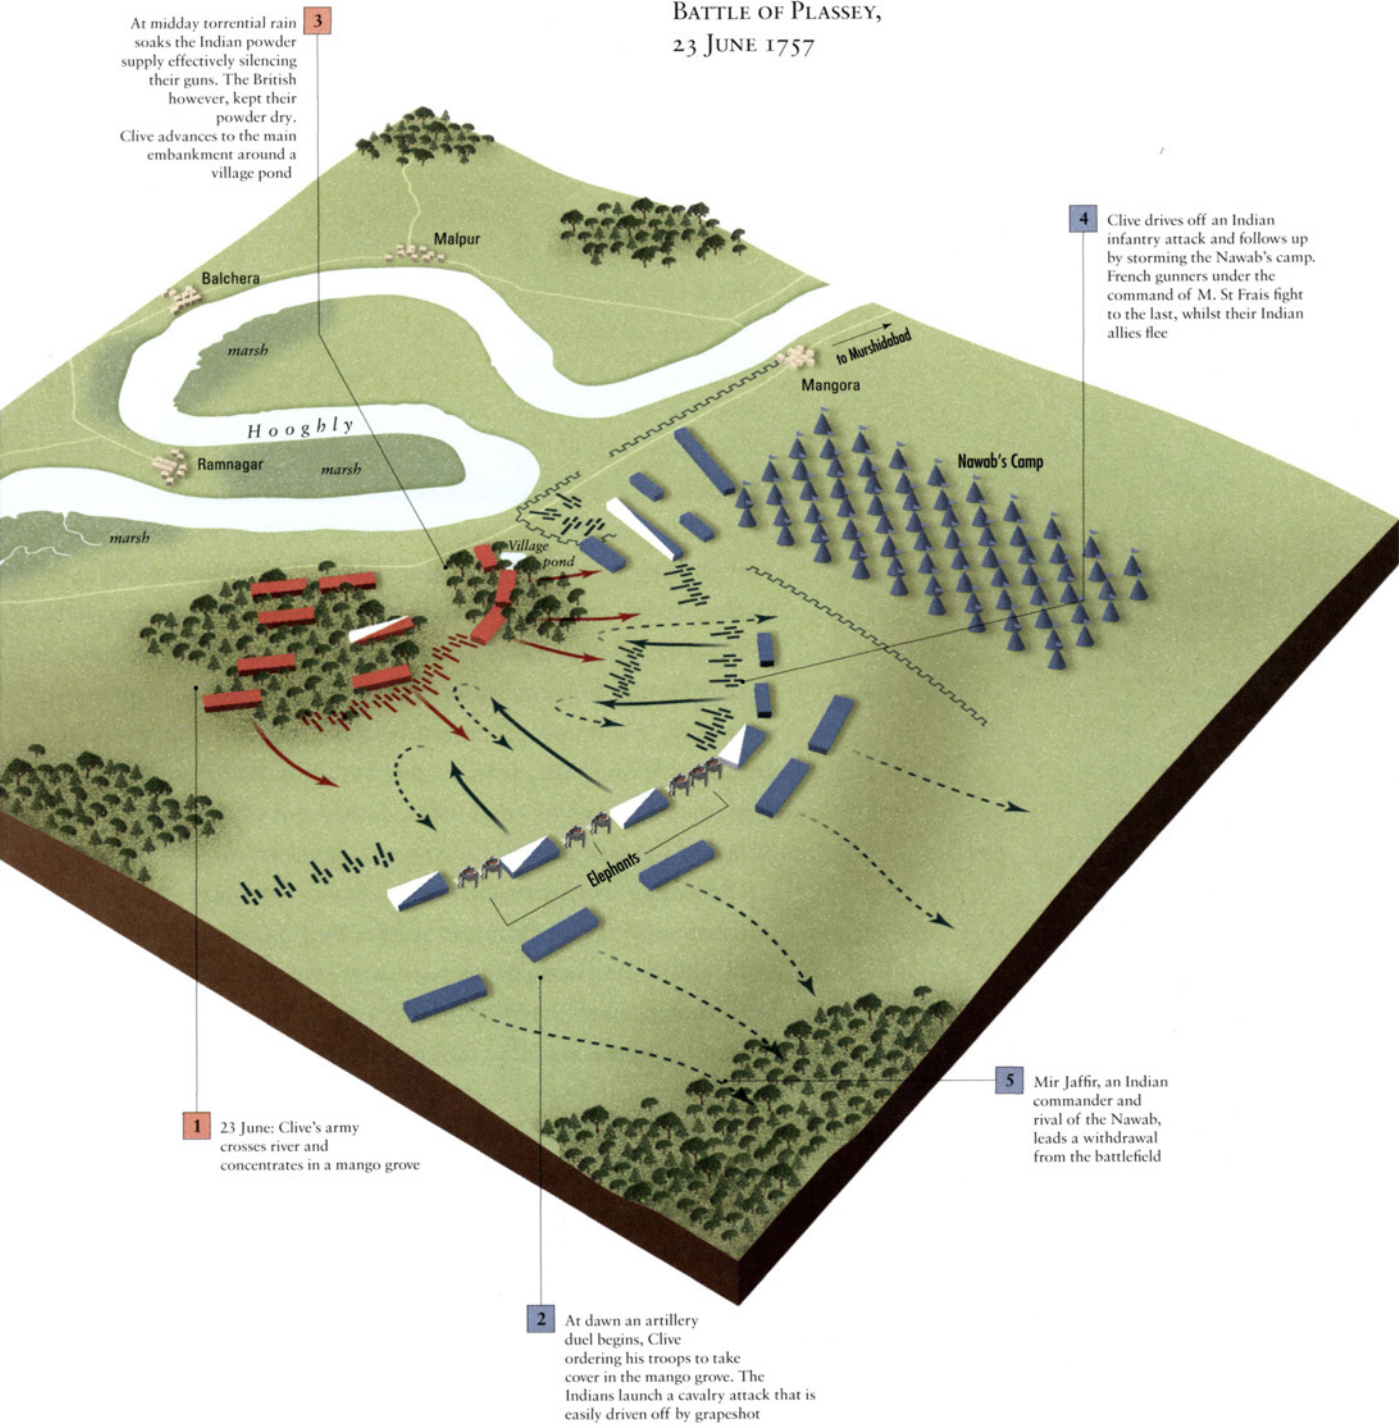 BATTLE OF PLASSEY,
23 JUNE 1757
3
At midday torrential rain
soaks the Indian powder
supply effectively silencing
their guns. The British
however, kept their
powder dry.
Clive advances to the main
embankment around a
village pond
4
Clive drives off an Indian
infantry attack and follows up
by storming the Nawab's camp.
French gunners under the
command of M. St Frais fight
to the last, whilst their Indian
allies flee
Malpur
Balchera
marsh
to Murshidabad
Mangora
Hooghly
Ramnagar
marsh
Nawab's Camp
marsh
Village
pond
Elephants
5
Mir Jaffir, an Indian
commander and
rival of the Nawab,
leads a withdrawal
from the battlefield
1
23 June: Clive's army
crosses river and
concentrates in a mango grove
2
At dawn an artillery
duel begins, Clive
ordering his troops to take
cover in the mango grove. The
Indians launch a cavalry attack that is
easily driven off by grapeshot